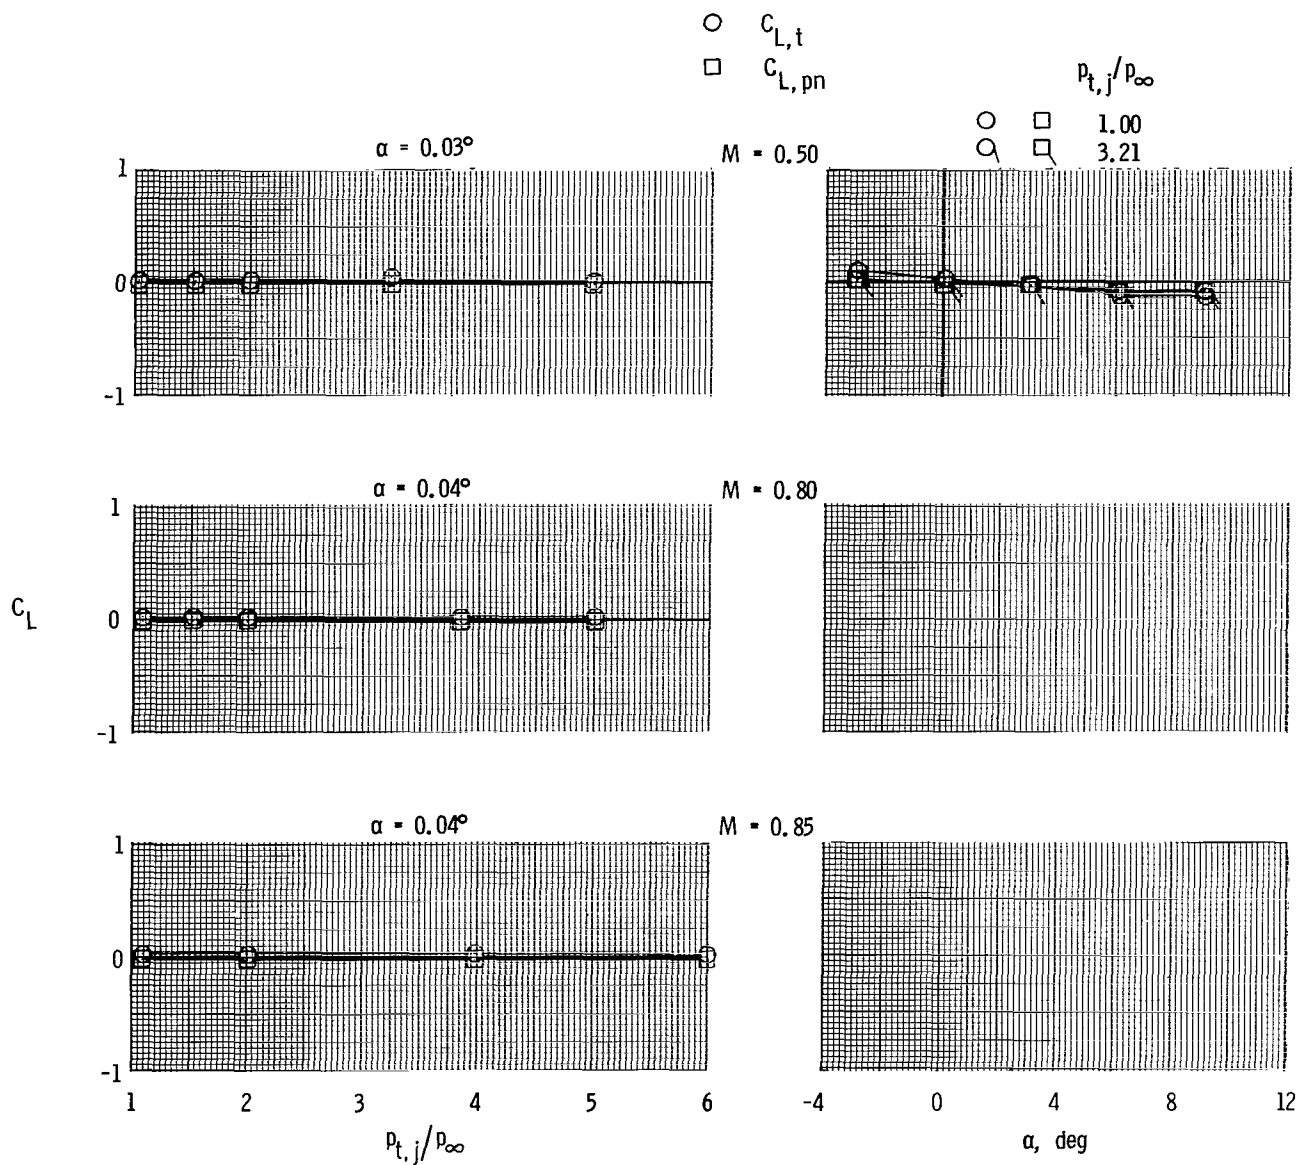 C_L,t
C_L,pn
p_t,j/p_∞
1.00
3.21
α = 0.03°
M = 0.50
1
0
-1
α = 0.04°
M = 0.80
1
C_L
0
-1
α = 0.04°
M = 0.85
1
0
-1
1 2 3 4 5 6
-4 0 4 8 12
p_t,j/p_∞
α, deg